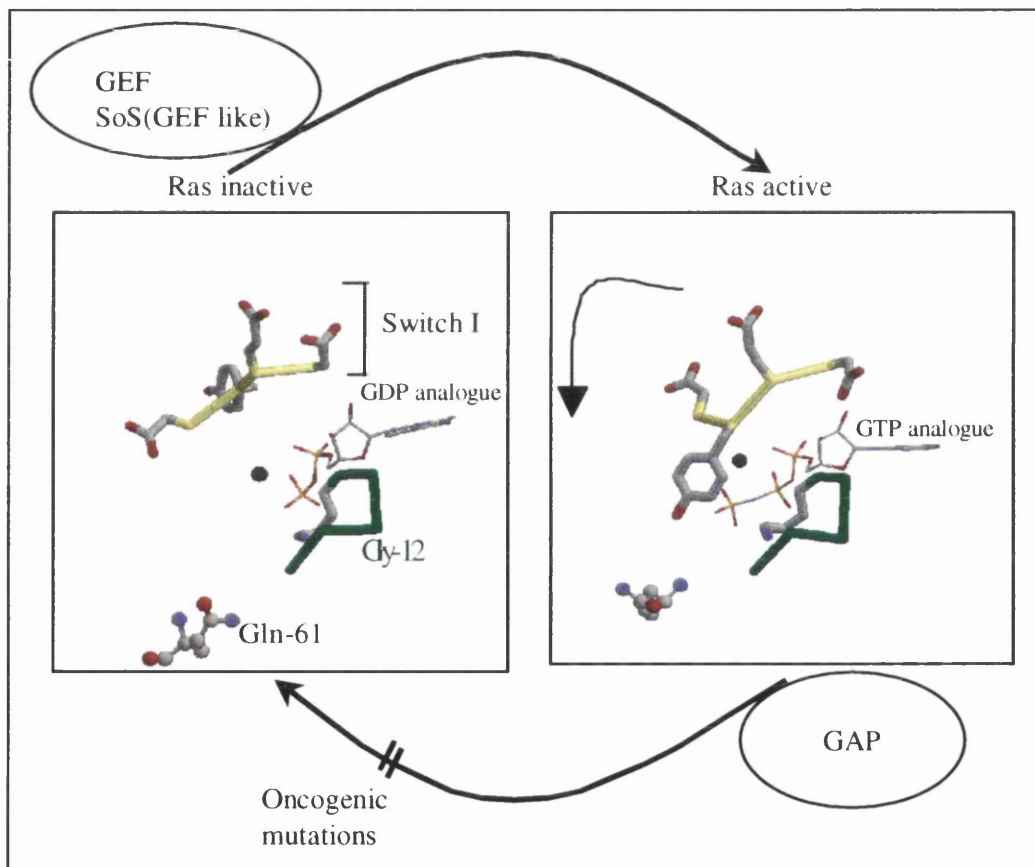 GEF
SoS(GEF like)
Ras inactive
Ras active
Switch I
GDP analogue
Gly-12
Gln-61
GTP analogue
GAP
Oncogenic
mutations